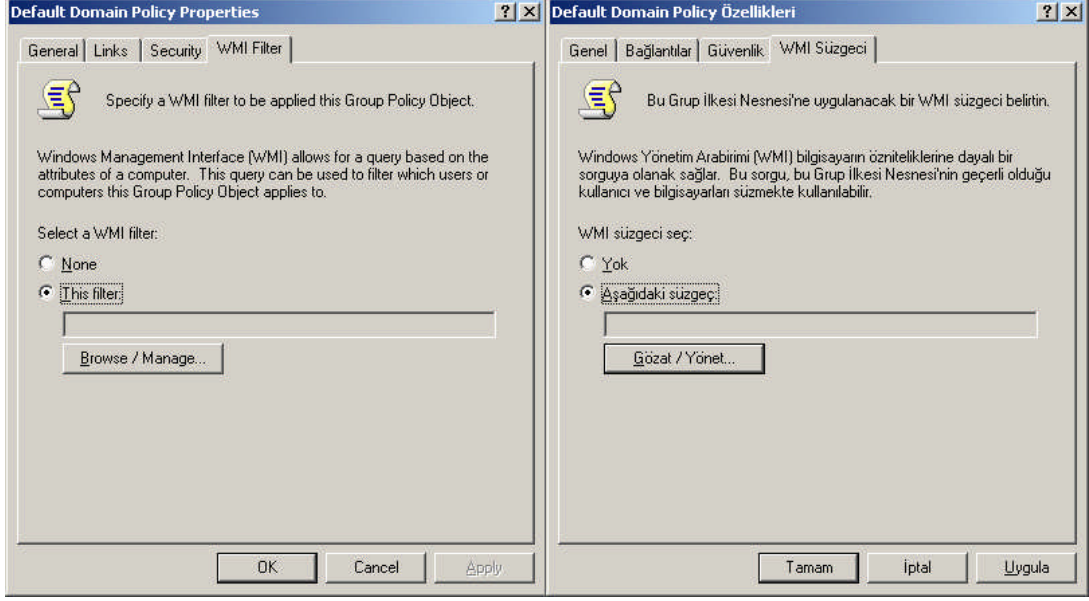 Default Domain Policy Properties
General Links Security WMI Filter
Specify a WMI filter to be applied this Group Policy Object.
Windows Management Interface (WMI) allows for a query based on the
attributes of a computer. This query can be used to filter which users or
computers this Group Policy Object applies to.
Select a WMI filter:
None
This filter:
Browse / Manage...
OK Cancel Apply
Default Domain Policy Özellikleri
Genel Bağlantılar Güvenlik WMI Süzgeci
Bu Grup İlkesi Nesnesi'ne uygulanacak bir WMI süzgeci belirtin.
Windows Yönetim Arabirimi (WMI) bilgisayarın özniteliklerine dayalı bir
sorguya olanak sağlar. Bu sorgu, bu Grup İlkesi Nesnesi'nin geçerli olduğu
kullanıcı ve bilgisayarları süzmekte kullanılabilir.
WMI süzgeci seç:
Yok
Aşağıdaki süzgeç:
Gözat / Yönet...
Tamam İptal Uygula